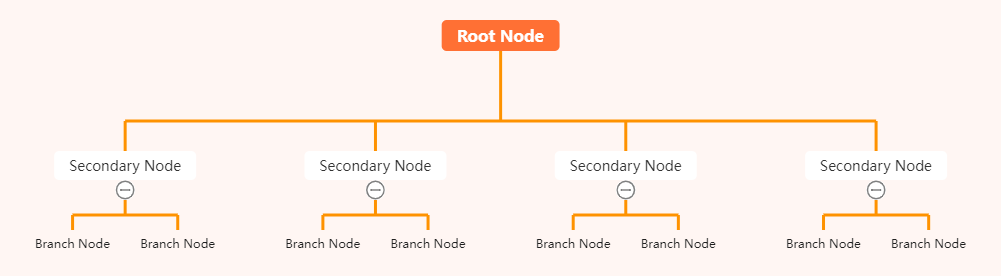 Root Node
Secondary Node Secondary Node Secondary Node Secondary Node
Branch Node Branch Node Branch Node Branch Node Branch Node Branch Node Branch Node Branch Node